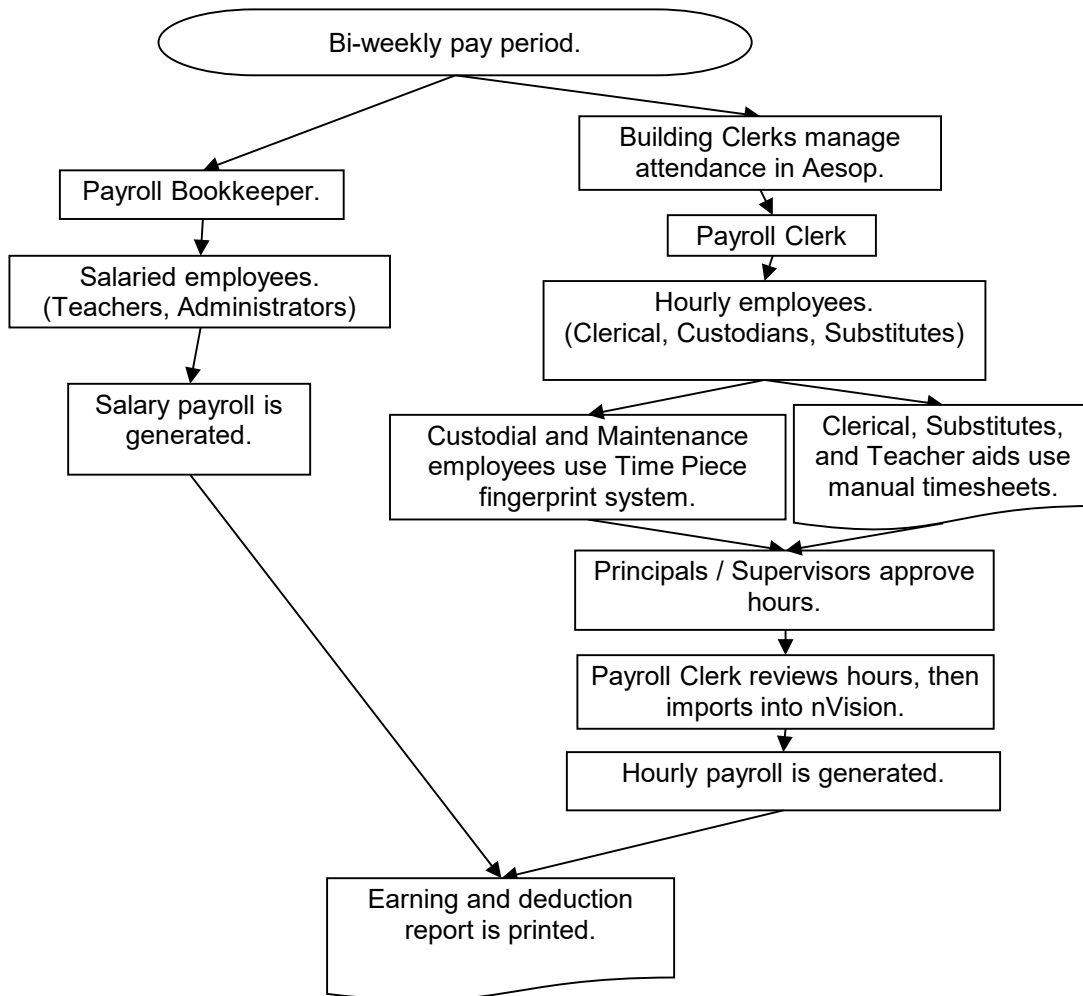 Bi-weekly pay period.
Building Clerks manage
attendance in Aesop.
Payroll Bookkeeper.
Payroll Clerk
Salaried employees.
(Teachers, Administrators)
Hourly employees.
(Clerical, Custodians, Substitutes)
Salary payroll is
generated.
Custodial and Maintenance
employees use Time Piece
fingerprint system.
Clerical, Substitutes,
and Teacher aids use
manual timesheets.
Principals / Supervisors approve
hours.
Payroll Clerk reviews hours, then
imports into nVision.
Hourly payroll is generated.
Earning and deduction
report is printed.